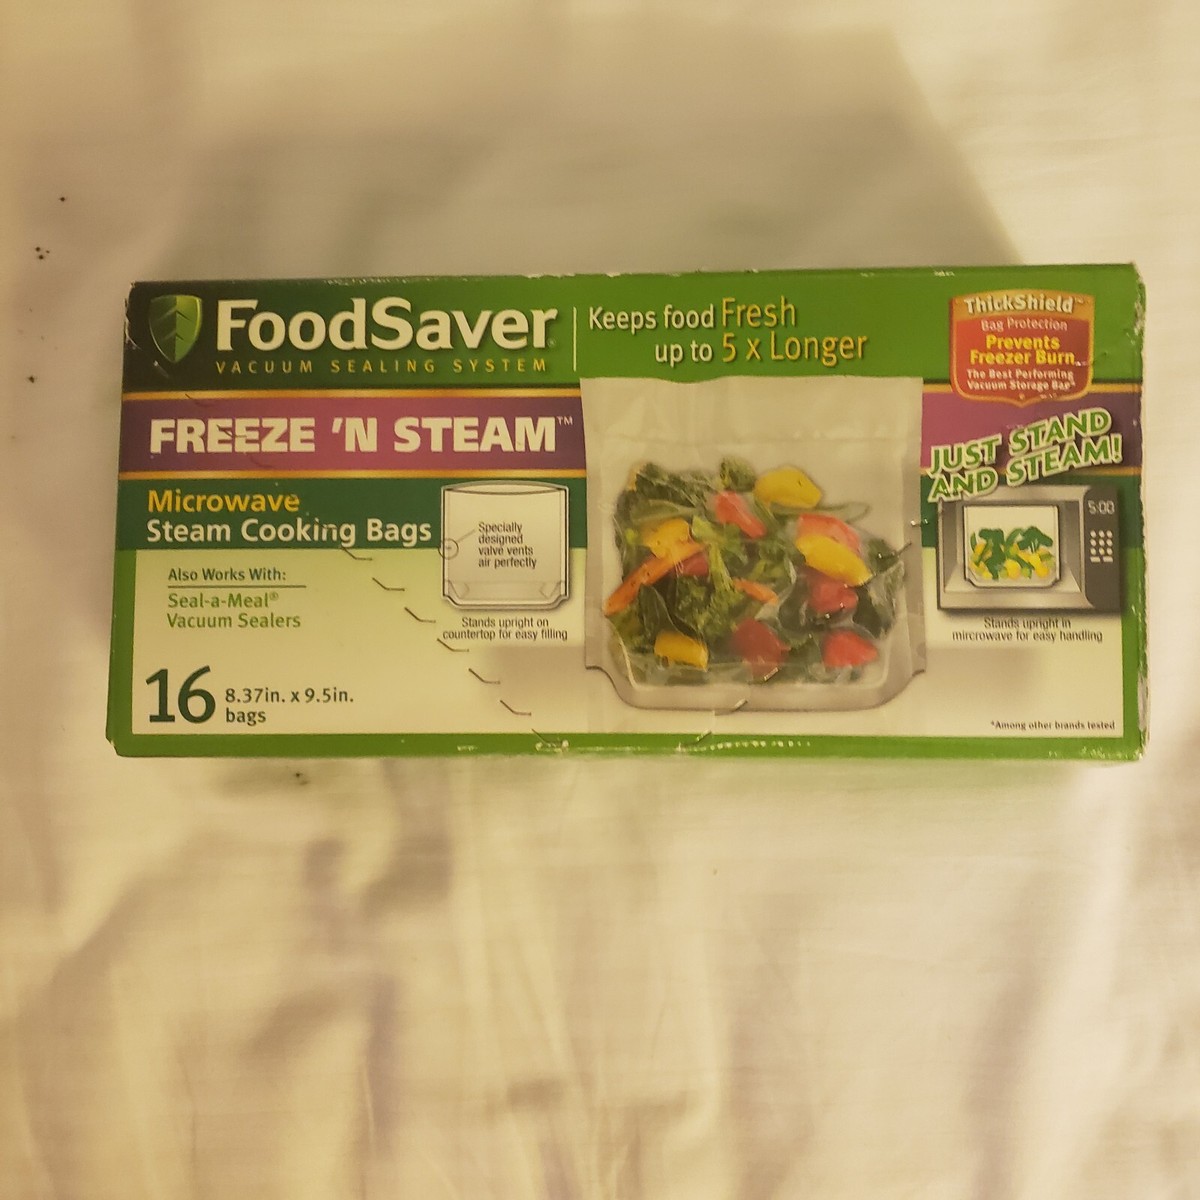 FoodSaver
VACUUM SEALING SYSTEM
Keeps food Fresh
up to 5 x Longer
ThickShield™
Bag Protection
Prevents
Freezer Burn
The Best Performing
Vacuum Storage Bag*
FREEZE 'N STEAM™
JUST STAND
AND STEAM!
Microwave
Steam Cooking Bags
Specially
designed
valve vents
air perfectly
5:00
Also Works With:
Seal-a-Meal®
Vacuum Sealers
Stands upright on
countertop for easy filling
Stands upright in
mircrowave for easy handling
16 8.37in. x 9.5in.
bags
*Among other brands tested